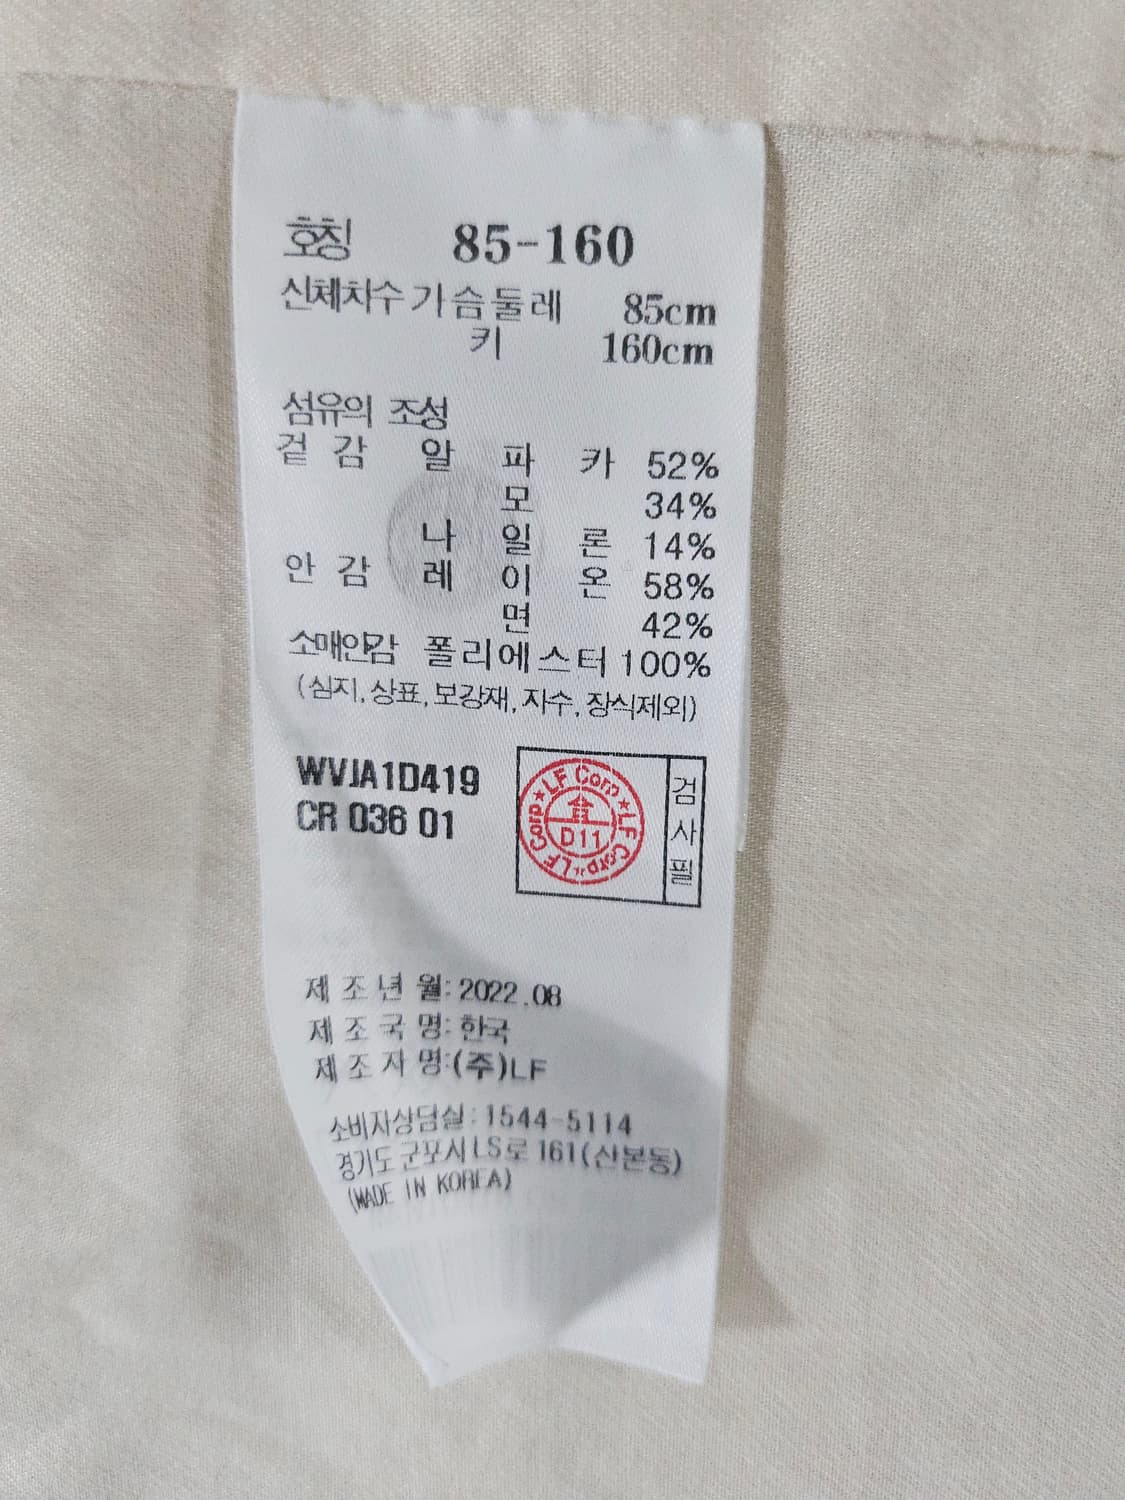 호칭 85-160
신체치수 가슴둘레 85cm
키 160cm
섬유의 조성
겉감 알파카 52%
모 34%
나일론 14%
안감 레이온 58%
면 42%
소매안감 폴리에스터 100%
(심지, 상표, 보강재, 자수, 장식제외)
WVJA1D419
CR 036 01
LF Corp★LF Corp★LF Corp★
D11
검사필
제조년월:2022.08
제조국명:한국
제조자명:(주)LF
소비자상담실:1544-5114
경기도 군포시 LS로 161(산본동)
(MADE IN KOREA)